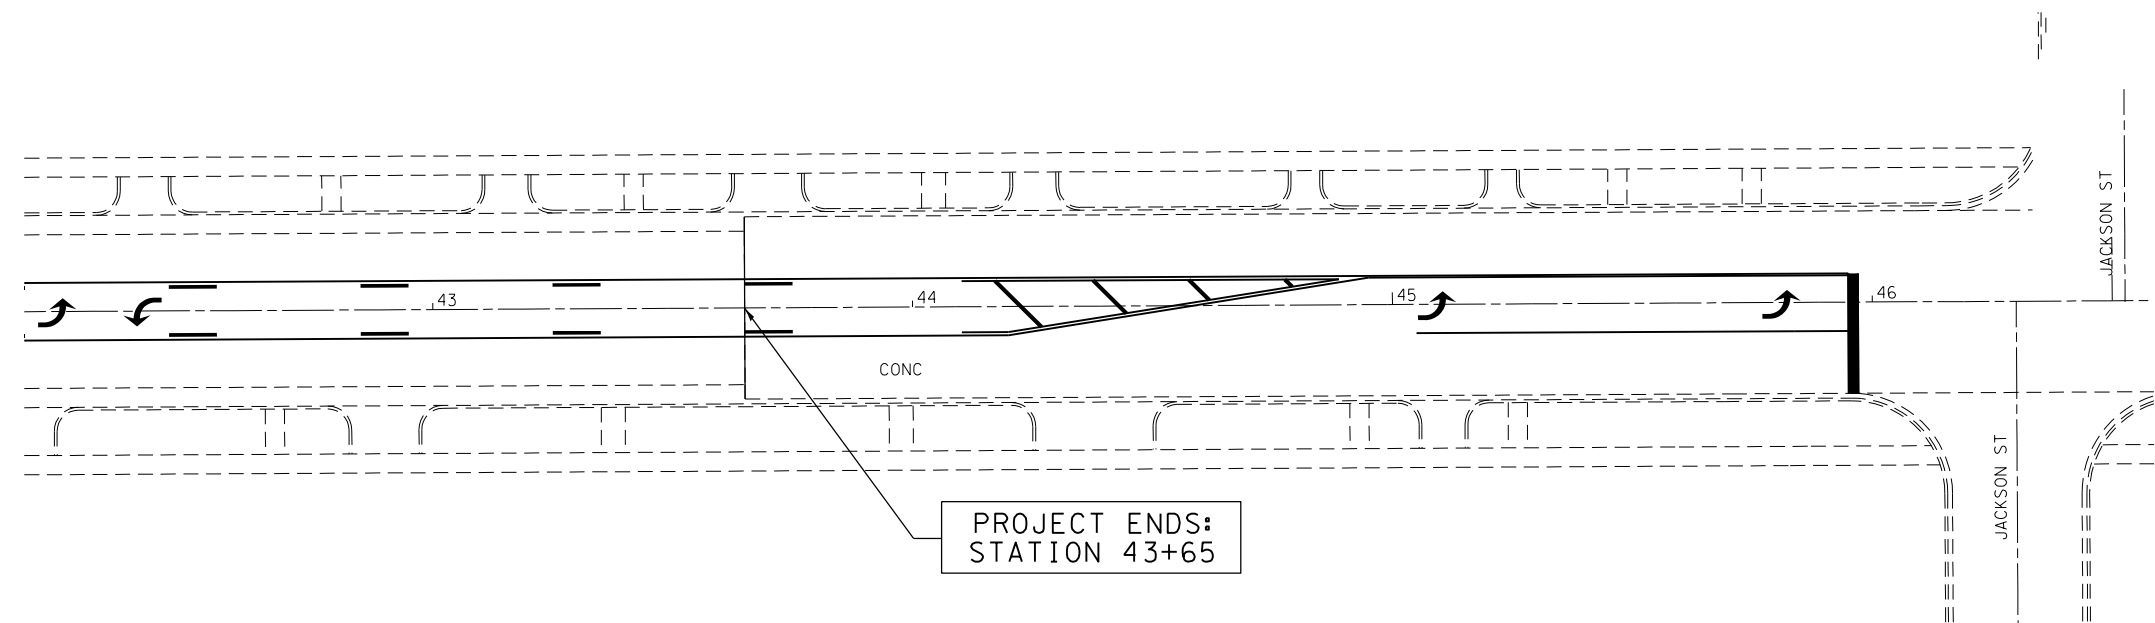 JACKSON ST
43
44
45
46
CONC
JACKSON ST
PROJECT ENDS:
STATION 43+65